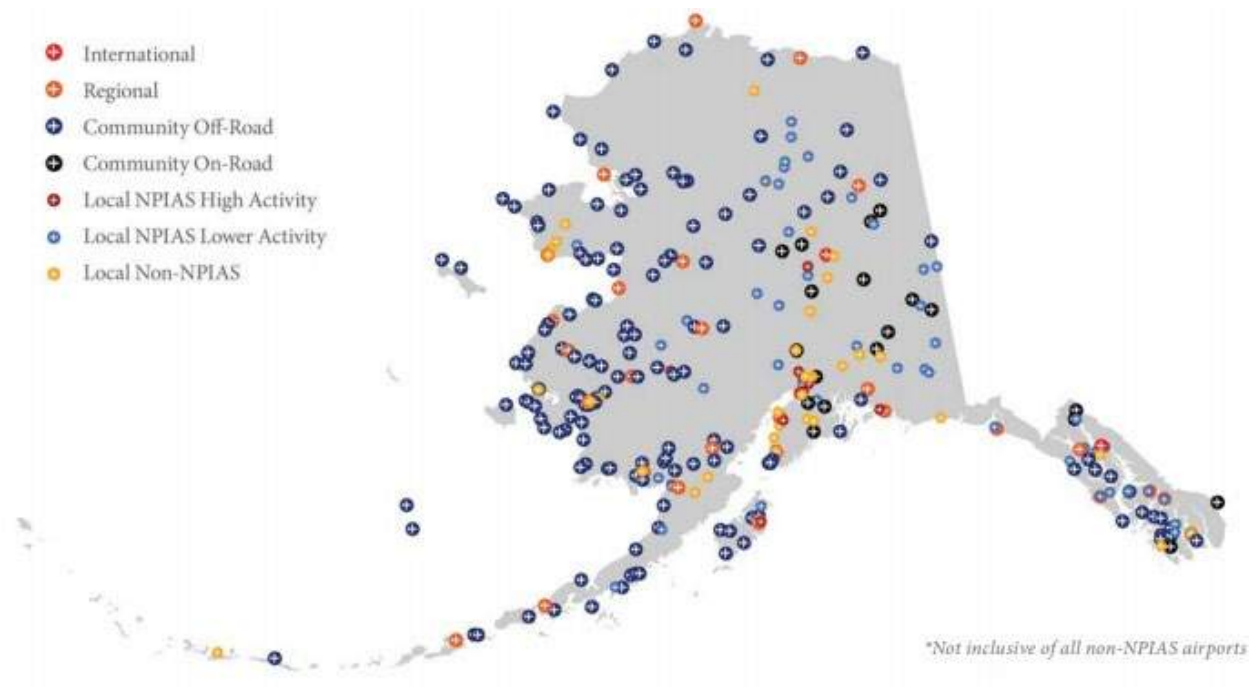 International
Regional
Community Off-Road
Community On-Road
Local NPIAS High Activity
Local NPIAS Lower Activity
Local Non-NPIAS
*Not inclusive of all non-NPIAS airports